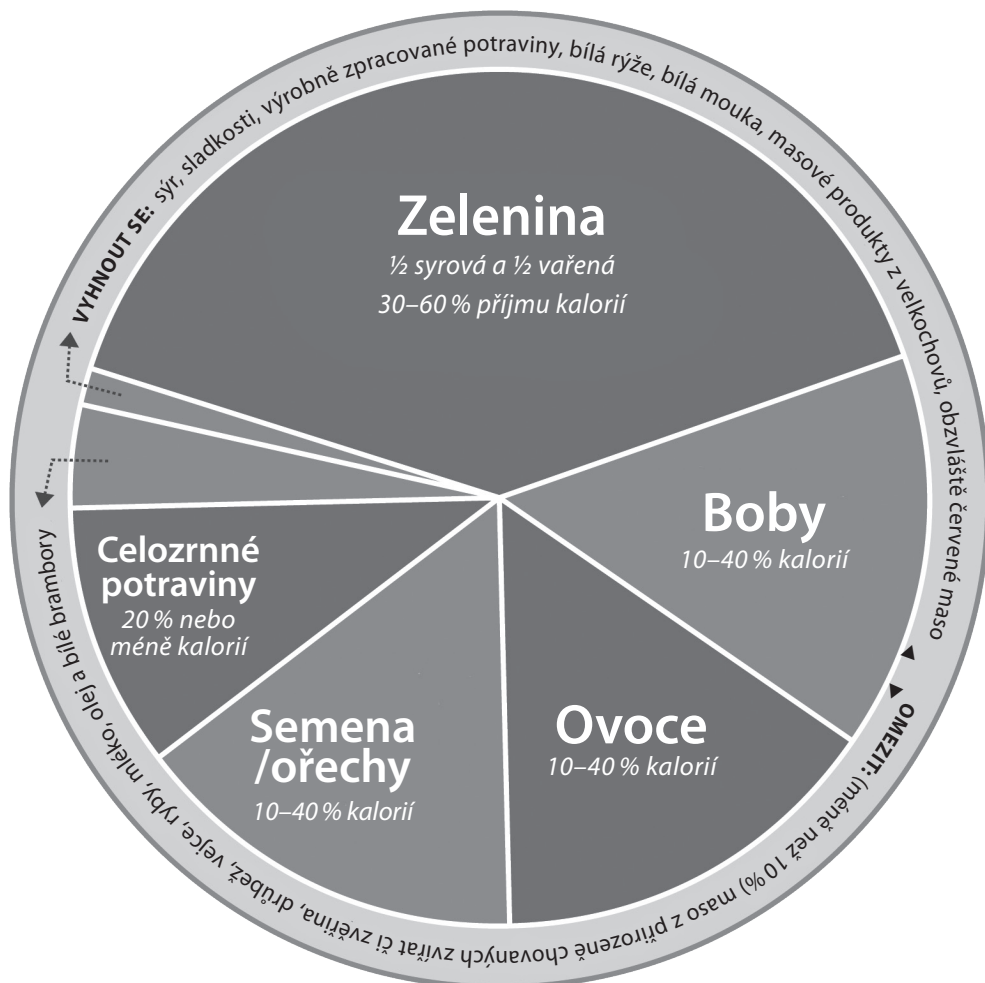 VYHNOUT SE: sýr, sladkosti, výrobně zpracované potraviny, bílá rýže, bílá mouka, masové produkty z velkochovů, obzvláště červené maso
Zelenina
½ syrová a ½ vařená
30–60 % příjmu kalorií
Boby
10–40 % kalorií
Ovoce
10–40 % kalorií
Semena
/ořechy
10–40 % kalorií
Celozrnné
potraviny
20 % nebo
méně kalorií
OMEZIT: (méně než 10 %) maso z přirozeně chovaných zvířat či zvěřina, drůbež, vejce, ryby, mléko, olej a bílé brambory